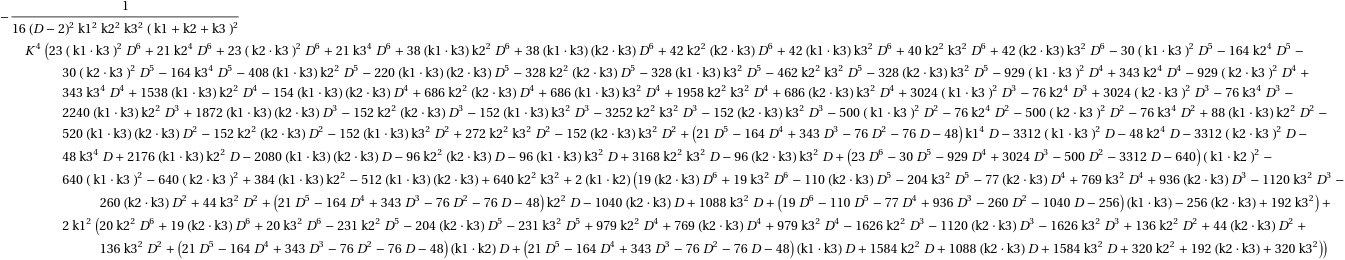 − 1 / 16 (D − 2)² k1² k2² k3² ( k1 + k2 + k3 )²
K⁴ (23 ( k1 · k3 )² D⁶ + 21 k2⁴ D⁶ + 23 ( k2 · k3 )² D⁶ + 21 k3⁴ D⁶ + 38 (k1 · k3) k2² D⁶ + 38 (k1 · k3) (k2 · k3) D⁶ + 42 k2² (k2 · k3) D⁶ + 42 (k1 · k3) k3² D⁶ + 40 k2² k3² D⁶ + 42 (k2 · k3) k3² D⁶ − 30 ( k1 · k3 )² D⁵ − 164 k2⁴ D⁵ −
30 ( k2 · k3 )² D⁵ − 164 k3⁴ D⁵ − 408 (k1 · k3) k2² D⁵ − 220 (k1 · k3) (k2 · k3) D⁵ − 328 k2² (k2 · k3) D⁵ − 328 (k1 · k3) k3² D⁵ − 462 k2² k3² D⁵ − 328 (k2 · k3) k3² D⁵ − 929 ( k1 · k3 )² D⁴ + 343 k2⁴ D⁴ − 929 ( k2 · k3 )² D⁴ +
343 k3⁴ D⁴ + 1538 (k1 · k3) k2² D⁴ − 154 (k1 · k3) (k2 · k3) D⁴ + 686 k2² (k2 · k3) D⁴ + 686 (k1 · k3) k3² D⁴ + 1958 k2² k3² D⁴ + 686 (k2 · k3) k3² D⁴ + 3024 ( k1 · k3 )² D³ − 76 k2⁴ D³ + 3024 ( k2 · k3 )² D³ − 76 k3⁴ D³ −
2240 (k1 · k3) k2² D³ + 1872 (k1 · k3) (k2 · k3) D³ − 152 k2² (k2 · k3) D³ − 152 (k1 · k3) k3² D³ − 3252 k2² k3² D³ − 152 (k2 · k3) k3² D³ − 500 ( k1 · k3 )² D² − 76 k2⁴ D² − 500 ( k2 · k3 )² D² − 76 k3⁴ D² + 88 (k1 · k3) k2² D² −
520 (k1 · k3) (k2 · k3) D² − 152 k2² (k2 · k3) D² − 152 (k1 · k3) k3² D² + 272 k2² k3² D² − 152 (k2 · k3) k3² D² + (21 D⁵ − 164 D⁴ + 343 D³ − 76 D² − 76 D − 48) k1⁴ D − 3312 ( k1 · k3 )² D − 48 k2⁴ D − 3312 ( k2 · k3 )² D −
48 k3⁴ D + 2176 (k1 · k3) k2² D − 2080 (k1 · k3) (k2 · k3) D − 96 k2² (k2 · k3) D − 96 (k1 · k3) k3² D + 3168 k2² k3² D − 96 (k2 · k3) k3² D + (23 D⁶ − 30 D⁵ − 929 D⁴ + 3024 D³ − 500 D² − 3312 D − 640) ( k1 · k2 )² −
640 ( k1 · k3 )² − 640 ( k2 · k3 )² + 384 (k1 · k3) k2² − 512 (k1 · k3) (k2 · k3) + 640 k2² k3² + 2 (k1 · k2) (19 (k2 · k3) D⁶ + 19 k3² D⁶ − 110 (k2 · k3) D⁵ − 204 k3² D⁵ − 77 (k2 · k3) D⁴ + 769 k3² D⁴ + 936 (k2 · k3) D³ − 1120 k3² D³ −
260 (k2 · k3) D² + 44 k3² D² + (21 D⁵ − 164 D⁴ + 343 D³ − 76 D² − 76 D − 48) k2² D − 1040 (k2 · k3) D + 1088 k3² D + (19 D⁶ − 110 D⁵ − 77 D⁴ + 936 D³ − 260 D² − 1040 D − 256) (k1 · k3) − 256 (k2 · k3) + 192 k3²) +
2 k1² (20 k2² D⁶ + 19 (k2 · k3) D⁶ + 20 k3² D⁶ − 231 k2² D⁵ − 204 (k2 · k3) D⁵ − 231 k3² D⁵ + 979 k2² D⁴ + 769 (k2 · k3) D⁴ + 979 k3² D⁴ − 1626 k2² D³ − 1120 (k2 · k3) D³ − 1626 k3² D³ + 136 k2² D² + 44 (k2 · k3) D² +
136 k3² D² + (21 D⁵ − 164 D⁴ + 343 D³ − 76 D² − 76 D − 48) (k1 · k2) D + (21 D⁵ − 164 D⁴ + 343 D³ − 76 D² − 76 D − 48) (k1 · k3) D + 1584 k2² D + 1088 (k2 · k3) D + 1584 k3² D + 320 k2² + 192 (k2 · k3) + 320 k3²))